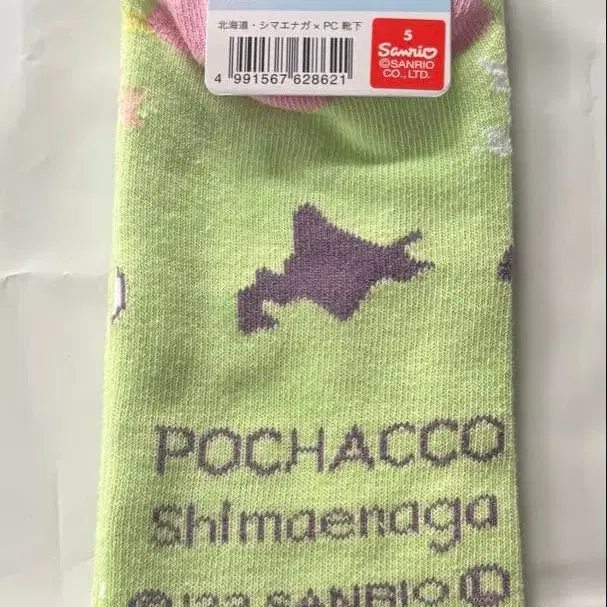 北海道・シマエナガ×PC 靴下
4 991567 628621
5
Sanrio
©SANRIO
CO., LTD.
POCHACCO
Shimaenaga
SANRIO